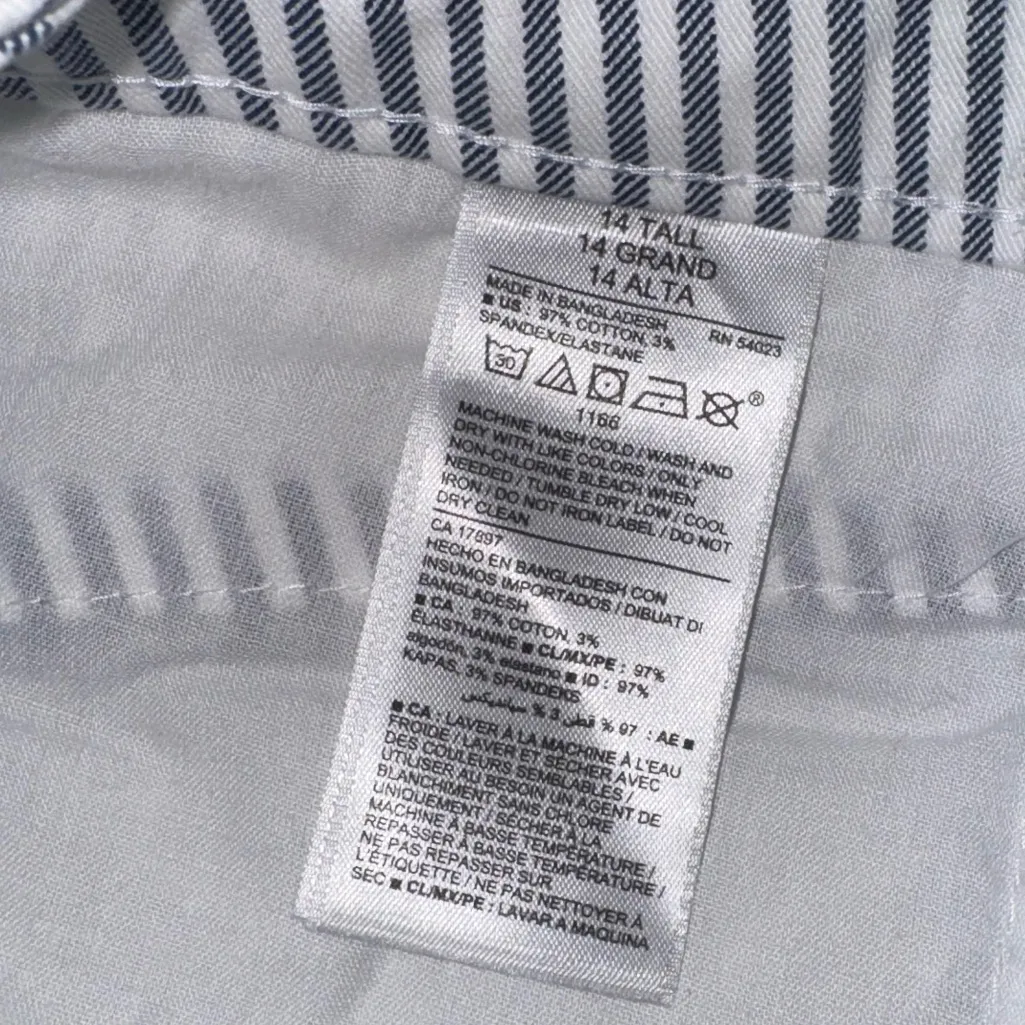 14 TALL
14 GRAND
14 ALTA
MADE IN BANGLADESH RN 54023
■ US : 97% COTTON, 3%
SPANDEX/ELASTANE
30 ®
1166
MACHINE WASH COLD / WASH AND
DRY WITH LIKE COLORS / ONLY
NON-CHLORINE BLEACH WHEN
NEEDED / TUMBLE DRY LOW / COOL
IRON / DO NOT IRON LABEL / DO NOT
DRY CLEAN
CA 17897
HECHO EN BANGLADESH CON
INSUMOS IMPORTADOS / DIBUAT DI
BANGLADESH
■ CA : 97% COTON, 3%
ÉLASTHANNE ■ CL/MX/PE : 97%
algodón, 3% elastano ■ ID : 97%
KAPAS, 3% SPANDEKS
■ AE : 97 % قطن, 3 % سباندیکس
■ CA : LAVER À LA MACHINE À L'EAU
FROIDE / LAVER ET SÉCHER AVEC
DES COULEURS SEMBLABLES /
UTILISER AU BESOIN UN AGENT DE
BLANCHIMENT SANS CHLORE
UNIQUEMENT / SÉCHER À LA
MACHINE À BASSE TEMPÉRATURE /
REPASSER À BASSE TEMPÉRATURE /
NE PAS REPASSER SUR
L'ÉTIQUETTE / NE PAS NETTOYER À
SEC ■ CL/MX/PE : LAVAR A MAQUINA